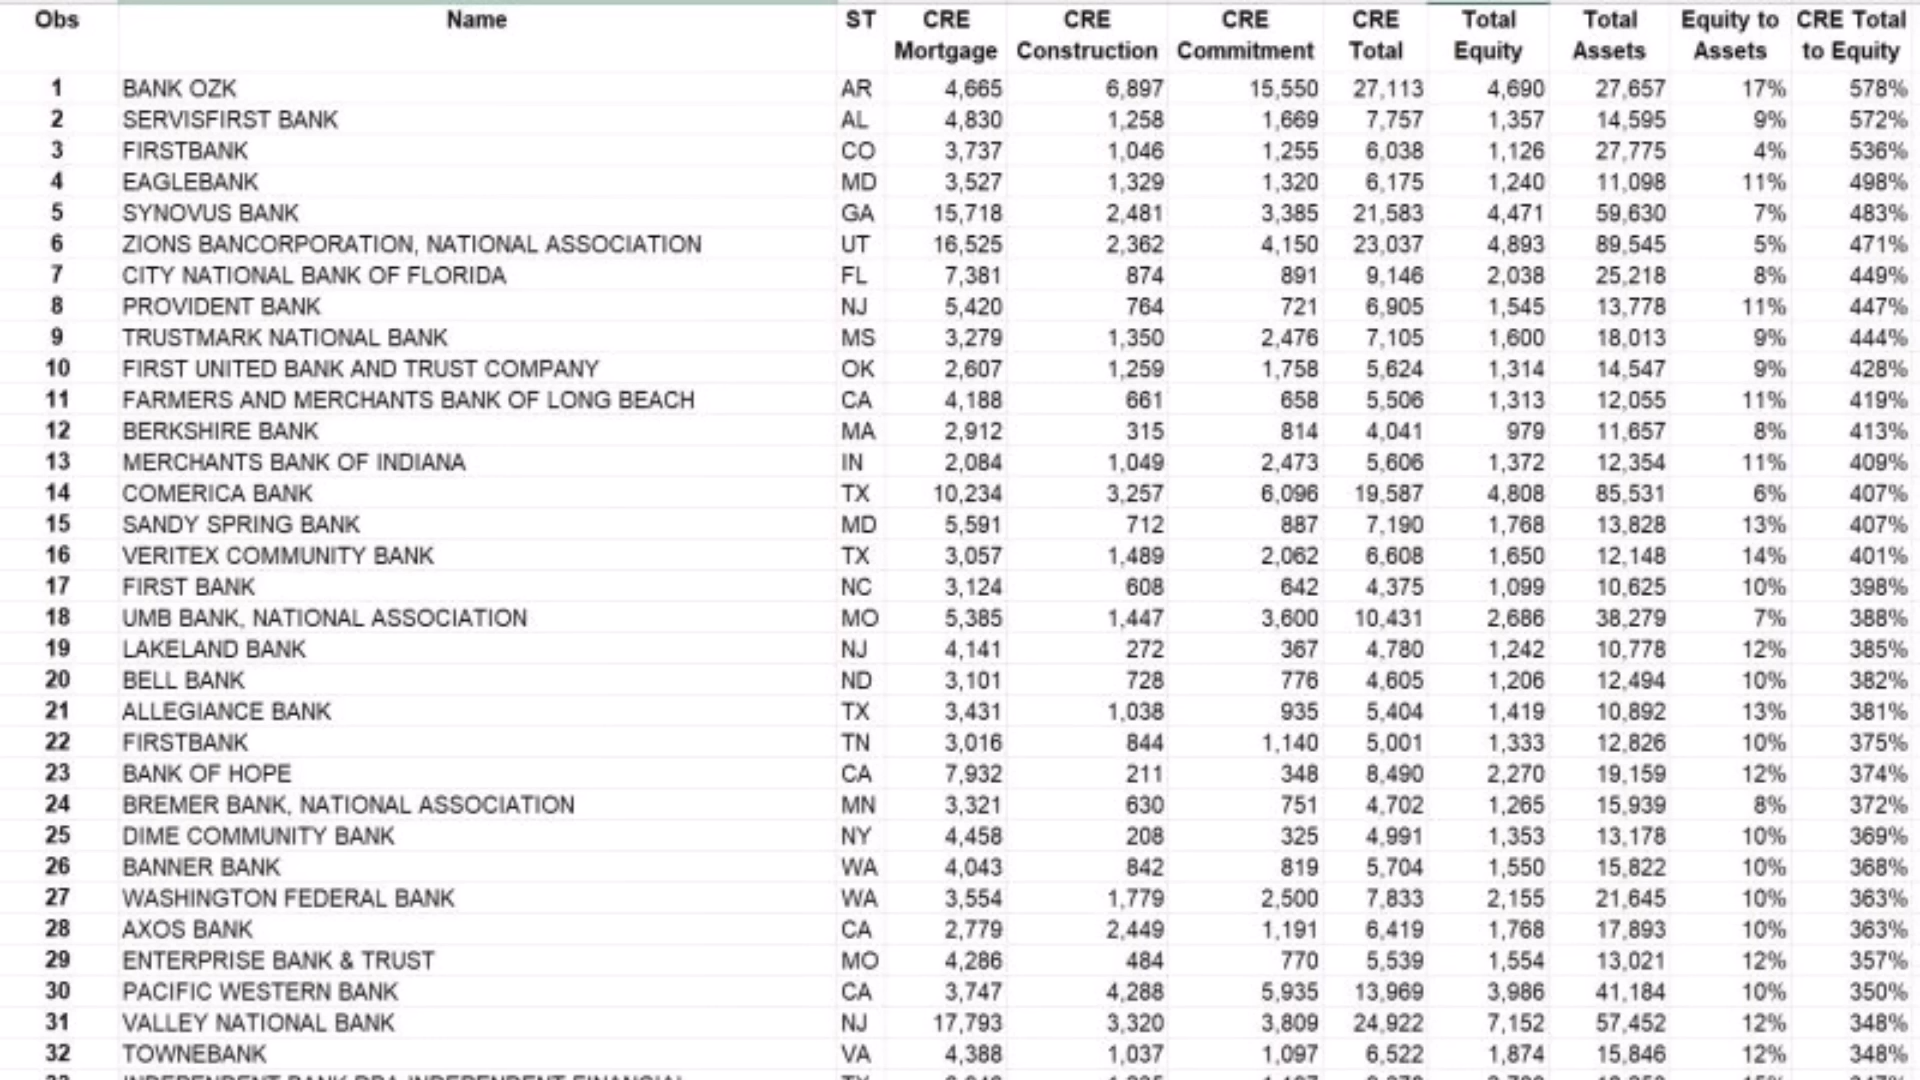 Obs Name ST CRE Mortgage CRE Construction CRE Commitment CRE Total Total Equity Total Assets Equity to Assets CRE Total to Equity
1 BANK OZK AR 4,665 6,897 15,550 27,113 4,690 27,657 17% 578%
2 SERVISFIRST BANK AL 4,830 1,258 1,669 7,757 1,357 14,595 9% 572%
3 FIRSTBANK CO 3,737 1,046 1,255 6,038 1,126 27,775 4% 536%
4 EAGLEBANK MD 3,527 1,329 1,320 6,175 1,240 11,098 11% 498%
5 SYNOVUS BANK GA 15,718 2,481 3,385 21,583 4,471 59,630 7% 483%
6 ZIONS BANCORPORATION, NATIONAL ASSOCIATION UT 16,525 2,362 4,150 23,037 4,893 89,545 5% 471%
7 CITY NATIONAL BANK OF FLORIDA FL 7,381 874 891 9,146 2,038 25,218 8% 449%
8 PROVIDENT BANK NJ 5,420 764 721 6,905 1,545 13,778 11% 447%
9 TRUSTMARK NATIONAL BANK MS 3,279 1,350 2,476 7,105 1,600 18,013 9% 444%
10 FIRST UNITED BANK AND TRUST COMPANY OK 2,607 1,259 1,758 5,624 1,314 14,547 9% 428%
11 FARMERS AND MERCHANTS BANK OF LONG BEACH CA 4,188 661 658 5,506 1,313 12,055 11% 419%
12 BERKSHIRE BANK MA 2,912 315 814 4,041 979 11,657 8% 413%
13 MERCHANTS BANK OF INDIANA IN 2,084 1,049 2,473 5,606 1,372 12,354 11% 409%
14 COMERICA BANK TX 10,234 3,257 6,096 19,587 4,808 85,531 6% 407%
15 SANDY SPRING BANK MD 5,591 712 887 7,190 1,768 13,828 13% 407%
16 VERITEX COMMUNITY BANK TX 3,057 1,489 2,062 6,608 1,650 12,148 14% 401%
17 FIRST BANK NC 3,124 608 642 4,375 1,099 10,625 10% 398%
18 UMB BANK, NATIONAL ASSOCIATION MO 5,385 1,447 3,600 10,431 2,686 38,279 7% 388%
19 LAKELAND BANK NJ 4,141 272 367 4,780 1,242 10,778 12% 385%
20 BELL BANK ND 3,101 728 776 4,605 1,206 12,494 10% 382%
21 ALLEGIANCE BANK TX 3,431 1,038 935 5,404 1,419 10,892 13% 381%
22 FIRSTBANK TN 3,016 844 1,140 5,001 1,333 12,826 10% 375%
23 BANK OF HOPE CA 7,932 211 348 8,490 2,270 19,159 12% 374%
24 BREMER BANK, NATIONAL ASSOCIATION MN 3,321 630 751 4,702 1,265 15,939 8% 372%
25 DIME COMMUNITY BANK NY 4,458 208 325 4,991 1,353 13,178 10% 369%
26 BANNER BANK WA 4,043 842 819 5,704 1,550 15,822 10% 368%
27 WASHINGTON FEDERAL BANK WA 3,554 1,779 2,500 7,833 2,155 21,645 10% 363%
28 AXOS BANK CA 2,779 2,449 1,191 6,419 1,768 17,893 10% 363%
29 ENTERPRISE BANK & TRUST MO 4,286 484 770 5,539 1,554 13,021 12% 357%
30 PACIFIC WESTERN BANK CA 3,747 4,288 5,935 13,969 3,986 41,184 10% 350%
31 VALLEY NATIONAL BANK NJ 17,793 3,320 3,809 24,922 7,152 57,452 12% 348%
32 TOWNEBANK VA 4,388 1,037 1,097 6,522 1,874 15,846 12% 348%